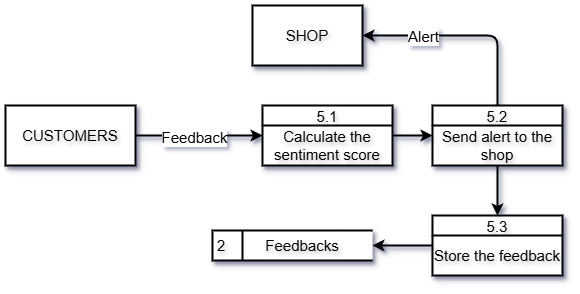 SHOP
Alert
CUSTOMERS
Feedback
5.1
Calculate the
sentiment score
5.2
Send alert to the
shop
5.3
Store the feedback
2
Feedbacks